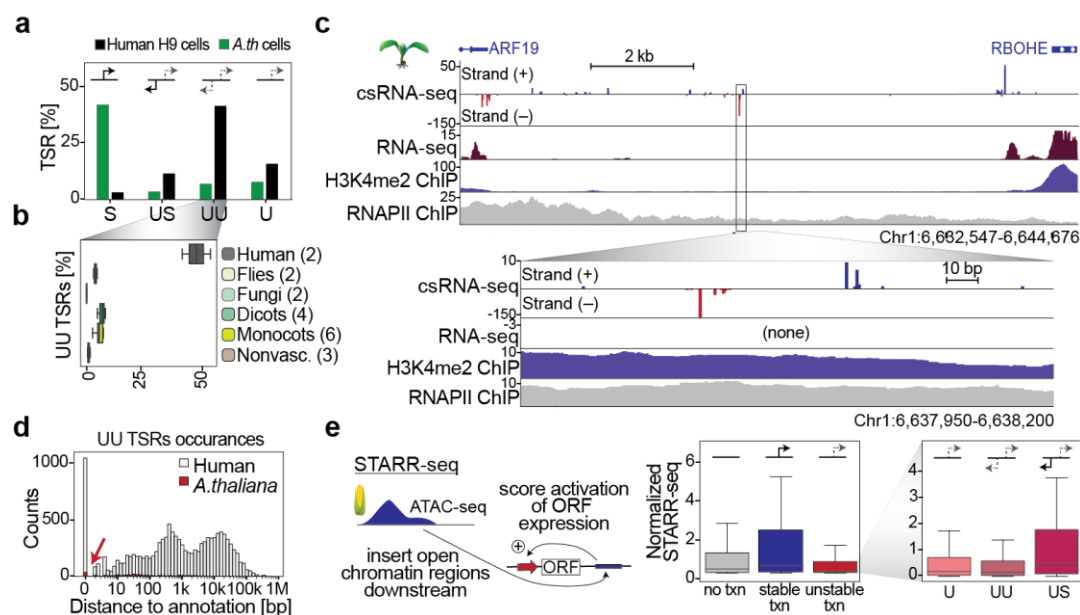 a
Human H9 cells A.th cells
TSR [%]
50
25
0
S US UU U
b
UU TSRs [%]
0 25 50
Human (2)
Flies (2)
Fungi (2)
Dicots (4)
Monocots (6)
Nonvasc. (3)
c
ARF19 RBOHE
2 kb
50
Strand (+)
csRNA-seq
Strand (–)
-150
15
RNA-seq
100
H3K4me2 ChIP
25
RNAPII ChIP
Chr1:6,632,547-6,644,676
10
Strand (+)
10 bp
csRNA-seq
Strand (–)
-150
-3
RNA-seq (none)
10
H3K4me2 ChIP
10
RNAPII ChIP
Chr1:6,637,950-6,638,200
d
UU TSRs occurances
1000
Human
A.thaliana
Counts
500
0
0 10 100 1k 10k 100k 1M
Distance to annotation [bp]
e
STARR-seq
ATAC-seq
insert open
chromatin regions
downstream
score activation
of ORF
expression
+
ORF
Normalized
STARR-seq
6
4
2
0
no txn stable txn unstable txn
4
3
2
1
0
U UU US